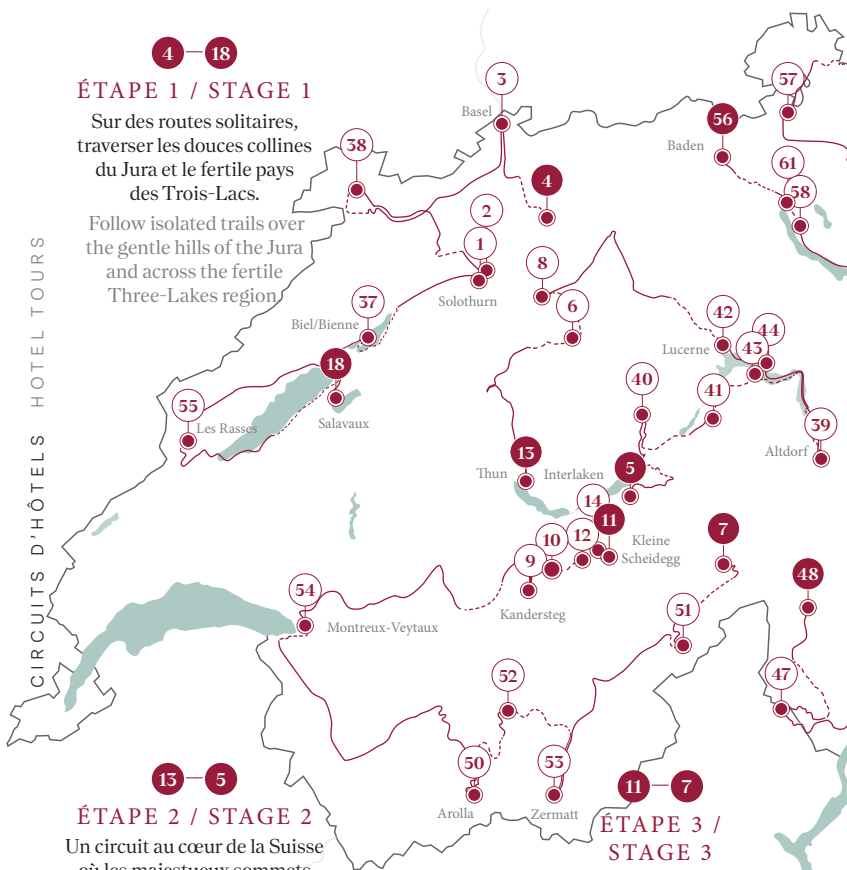 4 — 18
ÉTAPE 1 / STAGE 1
Sur des routes solitaires,
traverser les douces collines
du Jura et le fertile pays
des Trois-Lacs.
Follow isolated trails over
the gentle hills of the Jura
and across the fertile
Three-Lakes region
CIRCUITS D'HÔTELS HOTEL TOURS
3
Basel
57
56
Baden
38
61
58
4
2
1
Solothurn
8
6
37
Biel/Bienne
42
44
43
Lucerne
18
Salavaux
40
41
55
Les Rasses
39
Altdorf
13
Thun
Interlaken
5
14
11
7
12
10
Kleine
Scheidegg
9
Kandersteg
48
54
Montreux-Veytaux
51
52
47
50
Arolla
53
Zermatt
13 — 5
ÉTAPE 2 / STAGE 2
Un circuit au cœur de la Suisse
où les majestueux sommets
11 — 7
ÉTAPE 3 /
STAGE 3